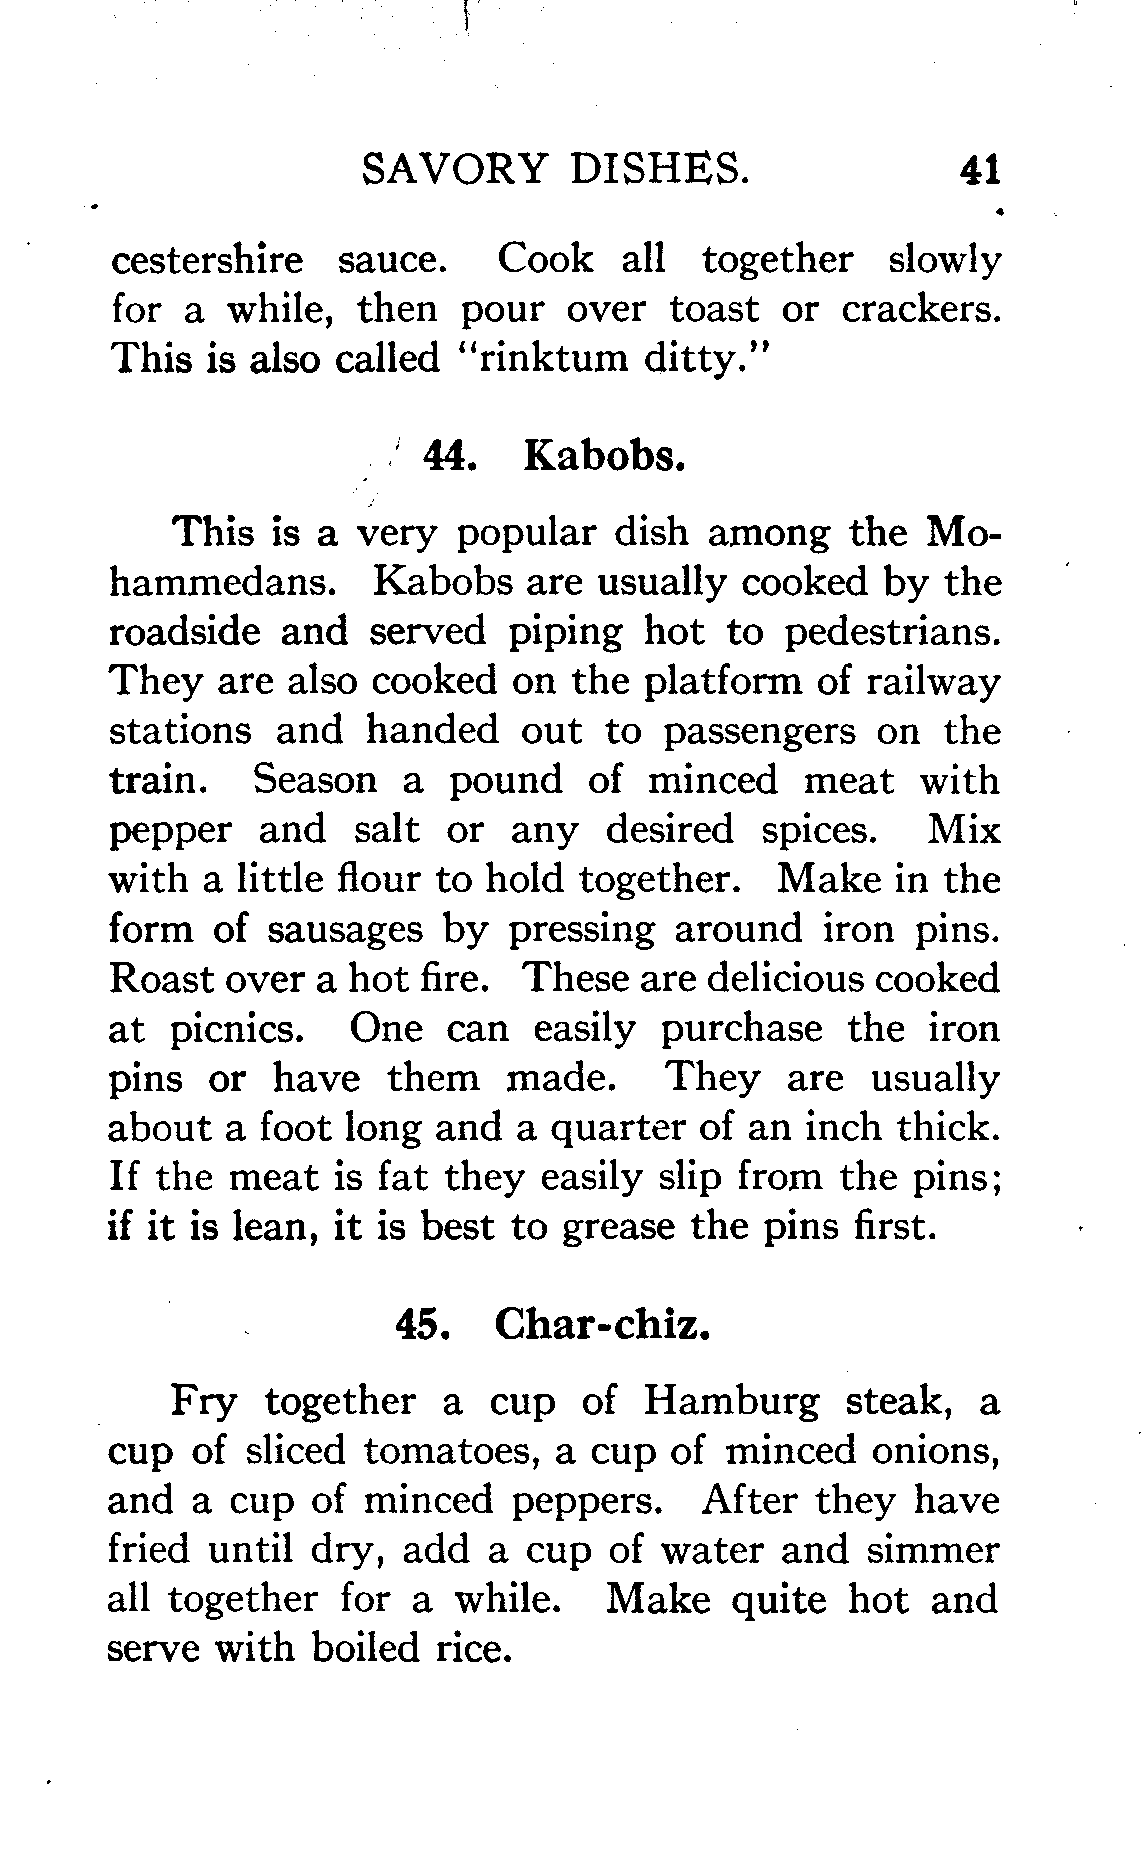 SAVORY DISHES. 41
cestershire sauce. Cook all together slowly
for a while, then pour over toast or crackers.
This is also called "rinktum ditty."
44. Kabobs.
This is a very popular dish among the Mo-
hammedans. Kabobs are usually cooked by the
roadside and served piping hot to pedestrians.
They are also cooked on the platform of railway
stations and handed out to passengers on the
train. Season a pound of minced meat with
pepper and salt or any desired spices. Mix
with a little flour to hold together. Make in the
form of sausages by pressing around iron pins.
Roast over a hot fire. These are delicious cooked
at picnics. One can easily purchase the iron
pins or have them made. They are usually
about a foot long and a quarter of an inch thick.
If the meat is fat they easily slip from the pins;
if it is lean, it is best to grease the pins first.
45. Char-chiz.
Fry together a cup of Hamburg steak, a
cup of sliced tomatoes, a cup of minced onions,
and a cup of minced peppers. After they have
fried until dry, add a cup of water and simmer
all together for a while. Make quite hot and
serve with boiled rice.